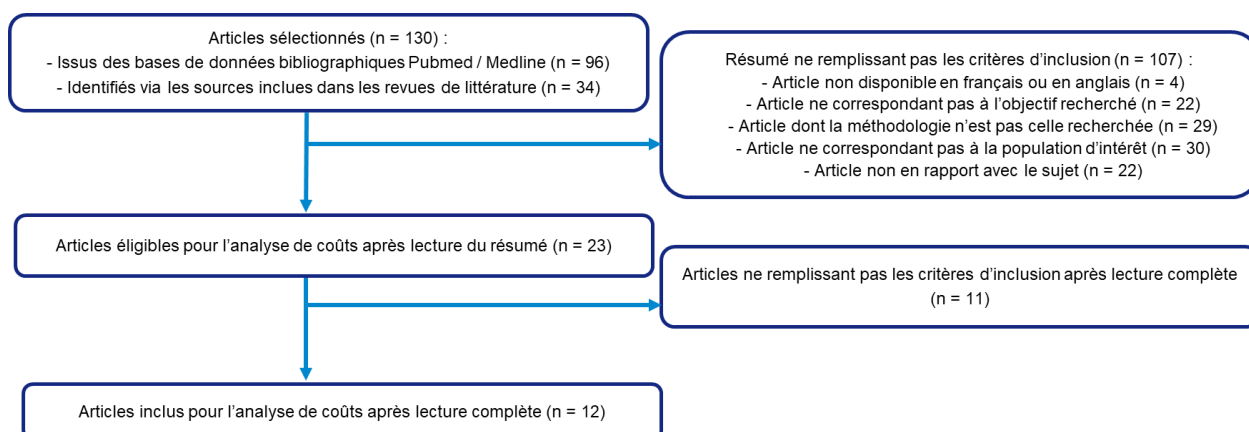 Articles sélectionnés (n = 130) :
- Issus des bases de données bibliographiques Pubmed / Medline (n = 96)
- Identifiés via les sources inclues dans les revues de littérature (n = 34)
Résumé ne remplissant pas les critères d’inclusion (n = 107) :
- Article non disponible en français ou en anglais (n = 4)
- Article ne correspondant pas à l’objectif recherché (n = 22)
- Article dont la méthodologie n’est pas celle recherchée (n = 29)
- Article ne correspondant pas à la population d’intérêt (n = 30)
- Article non en rapport avec le sujet (n = 22)
Articles éligibles pour l’analyse de coûts après lecture du résumé (n = 23)
Articles ne remplissant pas les critères d’inclusion après lecture complète
(n = 11)
Articles inclus pour l’analyse de coûts après lecture complète (n = 12)